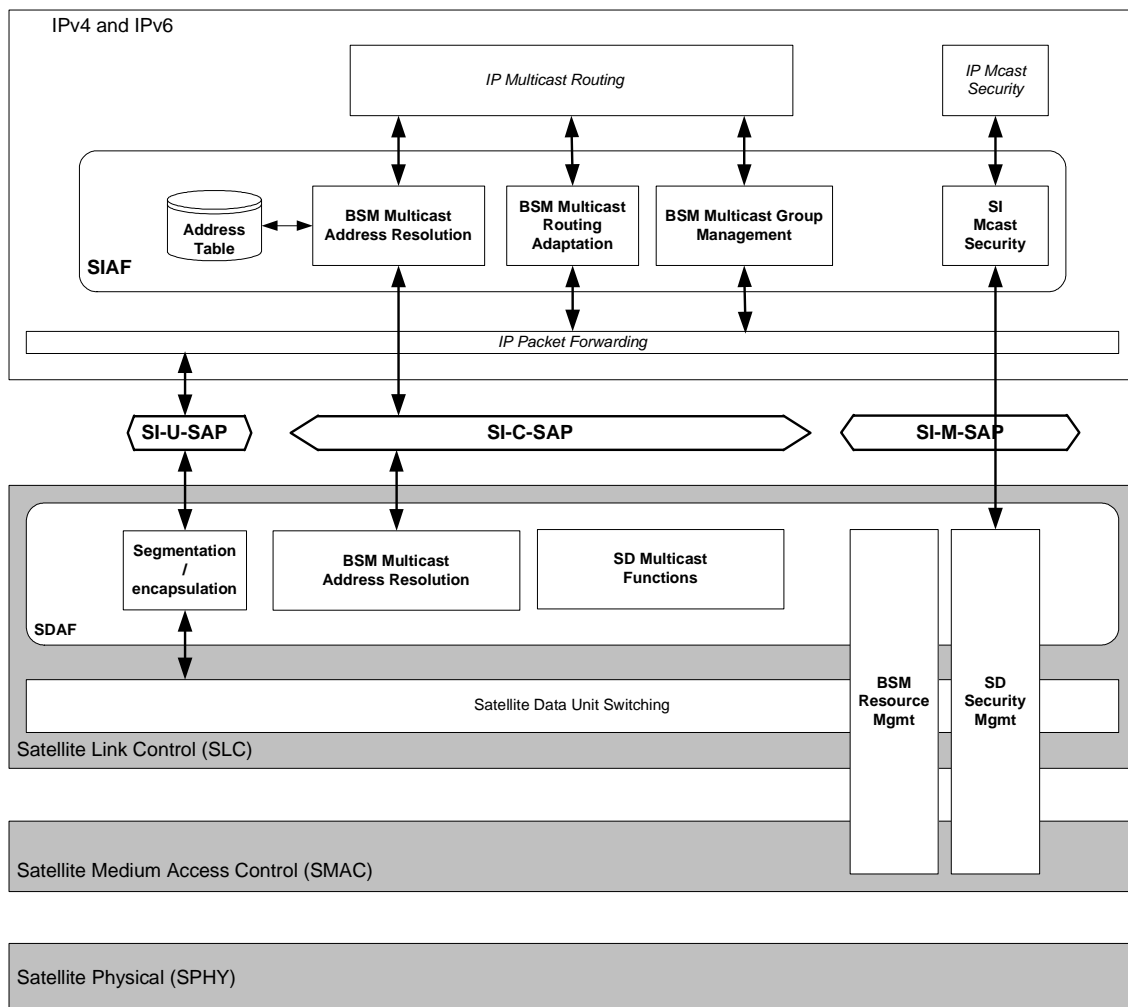 IPv4 and IPv6
IP Multicast Routing
IP Mcast
Security
Address
Table
BSM Multicast
Address Resolution
BSM Multicast
Routing
Adaptation
BSM Multicast Group
Management
SI
Mcast
Security
SIAF
IP Packet Forwarding
SI-U-SAP
SI-C-SAP
SI-M-SAP
Segmentation
/
encapsulation
BSM Multicast
Address Resolution
SD Multicast
Functions
SDAF
BSM
Resource
Mgmt
SD
Security
Mgmt
Satellite Data Unit Switching
Satellite Link Control (SLC)
Satellite Medium Access Control (SMAC)
Satellite Physical (SPHY)